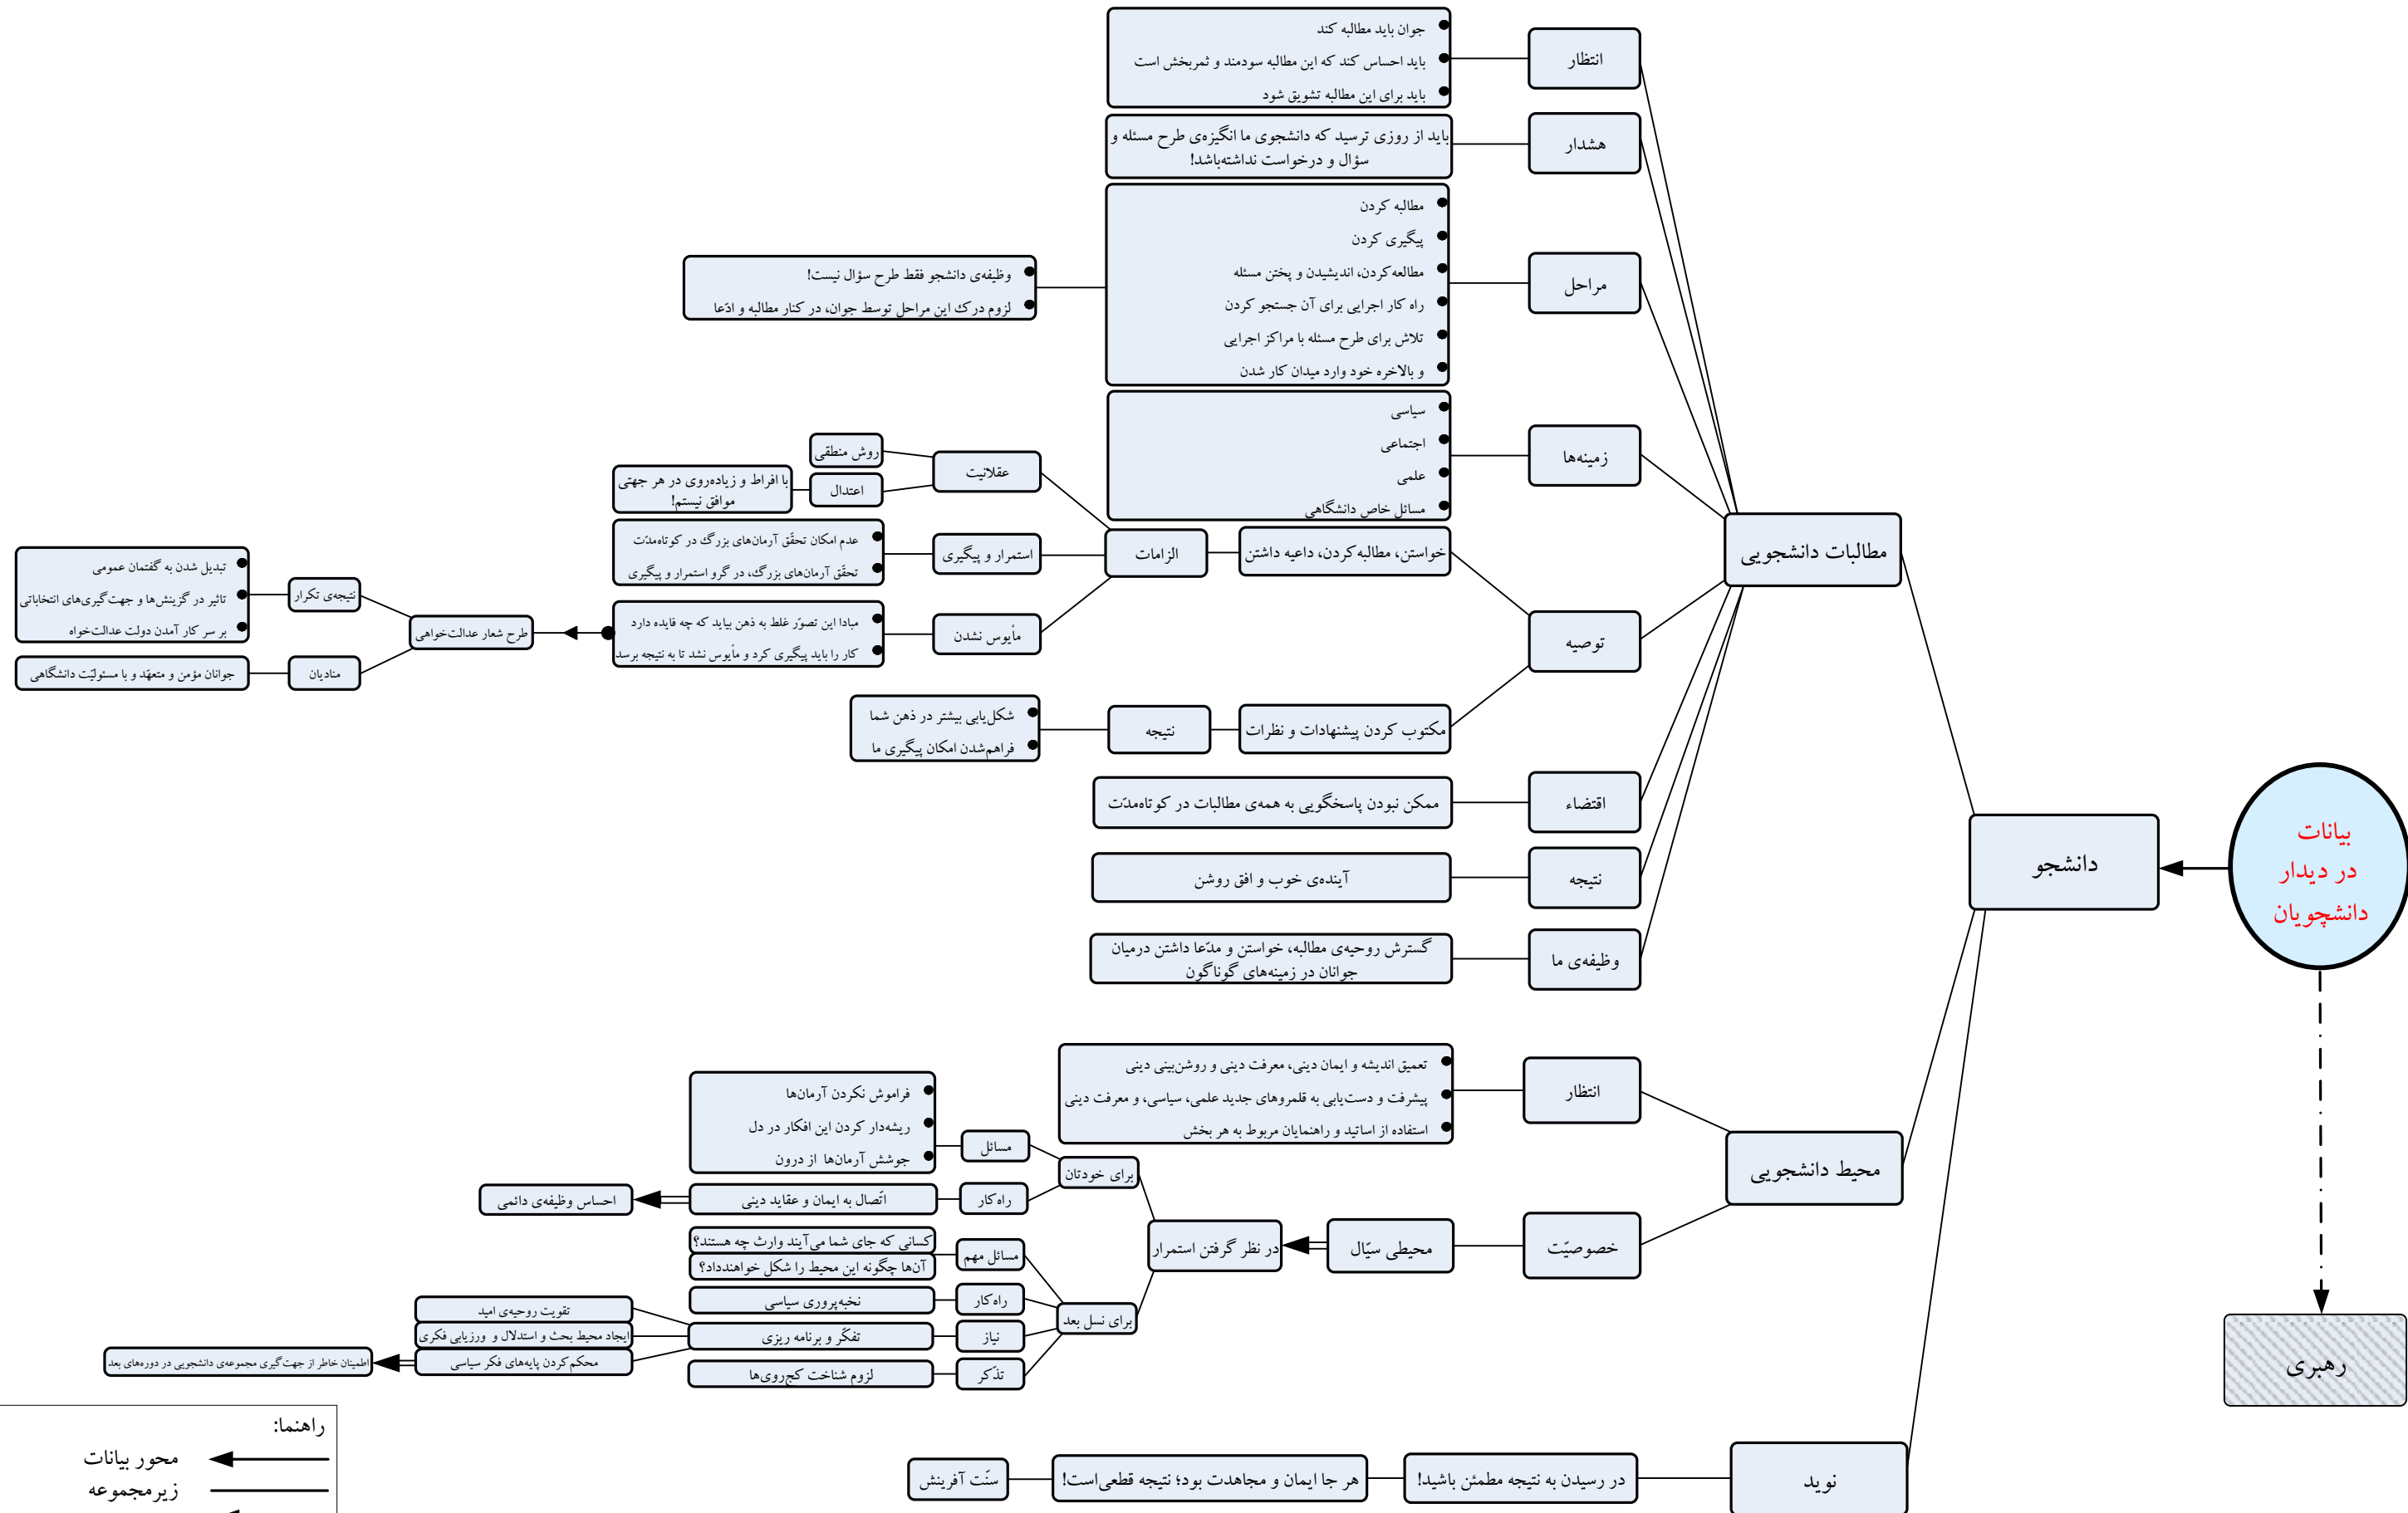 بیانات
در دیدار
دانشچویان
دانشجو
رهبری
مطالبات دانشجویی
انتظار
جوان باید مطالبه کند
باید احساس کند که این مطالبه سودمند و ثمربخش است
باید برای این مطالبه تشویق شود
هشدار
باید از روزی ترسید که دانشجوی ما انگیزه‌ی طرح مسئله و
سؤال و درخواست نداشته‌باشد!
مراحل
مطالبه کردن
پیگیری کردن
مطالعه‌کردن، اندیشیدن و پختن مسئله
راه کار اجرایی برای آن جستجو کردن
تلاش برای طرح مسئله با مراکز اجرایی
و بالاخره خود وارد میدان کار شدن
وظیفه‌ی دانشجو فقط طرح سؤال نیست!
لزوم درک این مراحل توسط جوان، در کنار مطالبه و ادّعا
زمینه‌ها
سیاسی
اجتماعی
علمی
مسائل خاص دانشگاهی
توصیه
خواستن، مطالبه‌کردن، داعیه داشتن
الزامات
عقلانیت
روش منطقی
اعتدال
با افراط و زیاده‌روی در هر جهتی
موافق نیستم!
استمرار و پیگیری
عدم امکان تحقّق آرمان‌های بزرگ در کوتاه‌مدّت
تحقّق آرمان‌های بزرگ، در گرو استمرار و پیگیری
مأیوس نشدن
مبادا این تصوّر غلط به ذهن بیاید که چه فایده دارد
کار را باید پیگیری کرد و مأیوس نشد تا به نتیجه برسد
طرح شعار عدالت‌خواهی
نتیجه‌ی تکرار
تبدیل شدن به گفتمان عمومی
تاثیر در گزینش‌ها و جهت‌گیری‌های انتخاباتی
بر سر کار آمدن دولت عدالت‌خواه
منادیان
جوانان مؤمن و متعهّد و با مسئولیّت دانشگاهی
مکتوب کردن پیشنهادات و نظرات
نتیجه
شکل‌یابی بیشتر در ذهن شما
فراهم‌شدن امکان پیگیری ما
اقتضاء
ممکن نبودن پاسخگویی به همه‌ی مطالبات در کوتاه‌مدّت
نتیجه
آینده‌ی خوب و افق روشن
وظیفه‌ی ما
گسترش روحیه‌ی مطالبه، خواستن و مدّعا داشتن درمیان
جوانان در زمینه‌های گوناگون
محیط دانشجویی
انتظار
تعمیق اندیشه و ایمان دینی، معرفت دینی و روشن‌بینی دینی
پیشرفت و دست‌یابی به قلمروهای جدید علمی، سیاسی، و معرفت دینی
استفاده از اساتید و راهنمایان مربوط به هر بخش
خصوصیّت
محیطی سیّال
در نظر گرفتن استمرار
برای خودتان
مسائل
فراموش نکردن آرمان‌ها
ریشه‌دار کردن این افکار در دل
جوشش آرمان‌ها از درون
راه‌کار
اتّصال به ایمان و عقاید دینی
احساس وظیفه‌ی دائمی
برای نسل بعد
مسائل مهم
کسانی که جای شما می‌آیند وارث چه هستند؟
آن‌ها چگونه این محیط را شکل خواهندداد؟
راه‌کار
نخبه‌پروری سیاسی
نیاز
تفکّر و برنامه ریزی
تقویت روحیه‌ی امید
ایجاد محیط بحث و استدلال و ورزیابی فکری
محکم‌کردن پایه‌های فکر سیاسی
اطمینان خاطر از جهت‌گیری مجموعه‌ی دانشجویی در دوره‌های بعد
تذکّر
لزوم شناخت کج‌روی‌ها
نوید
در رسیدن به نتیجه مطمئن باشید!
هر جا ایمان و مجاهدت بود؛ نتیجه قطعی‌است!
سنّت آفرینش
راهنما:
محور بیانات
زیرمجموعه